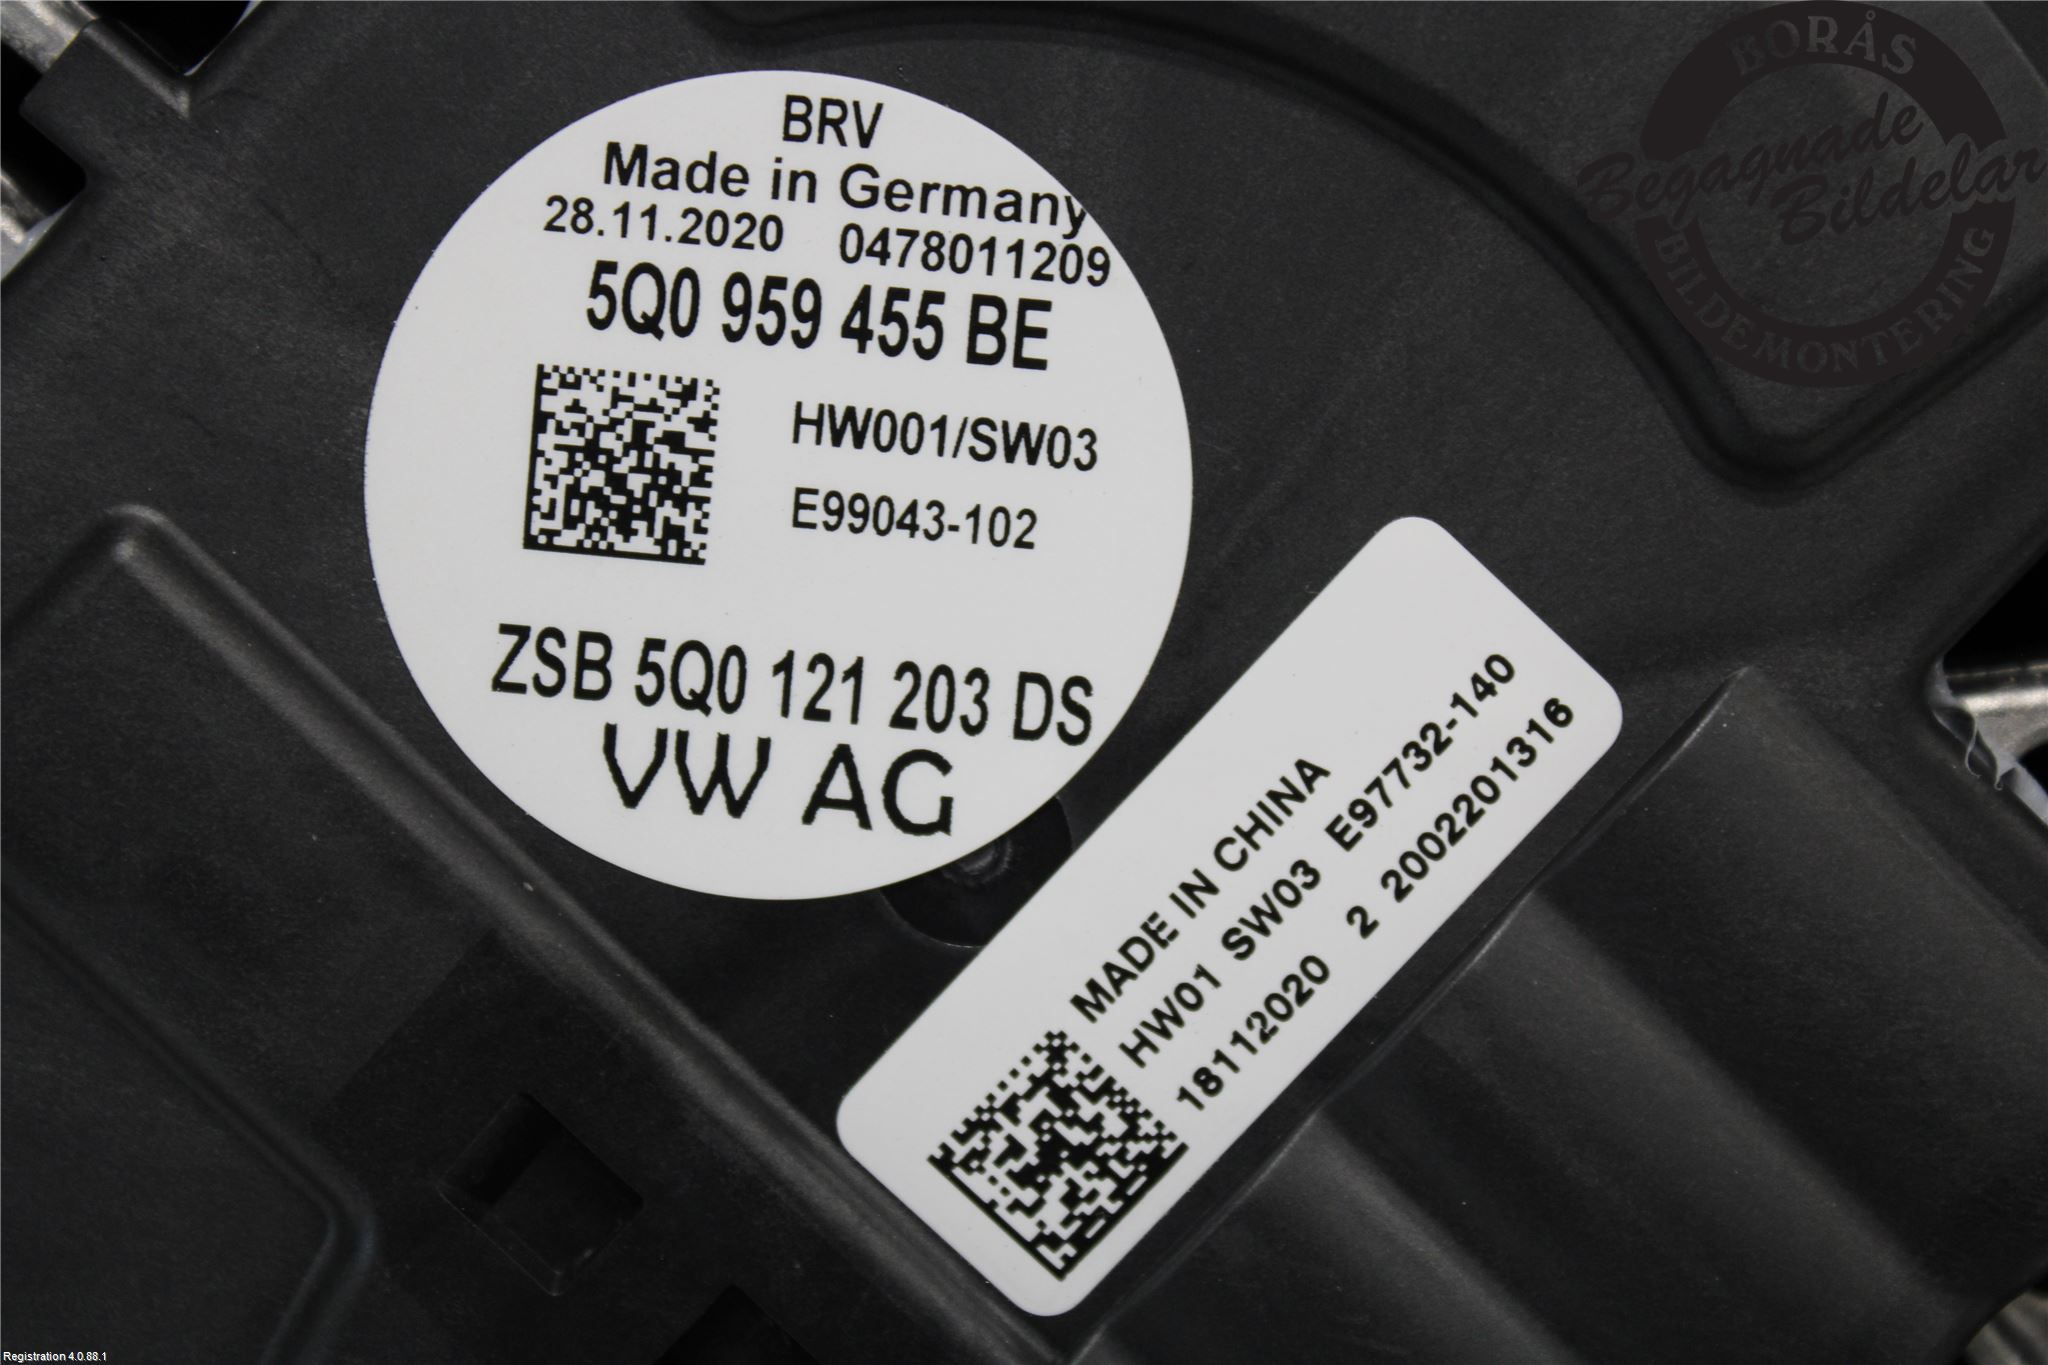 BRV
Made in Germany
28.11.2020 0478011209
5Q0 959 455 BE
HW001/SW03
E99043-102
ZSB 5Q0 121 203 DS
VW AG
MADE IN CHINA
HW01 SW03 E97732-140
18112020 2 2002201316
BORÅS
Begagnade
Bildelar
BILDEMONTERING
Registration 4.0.88.1